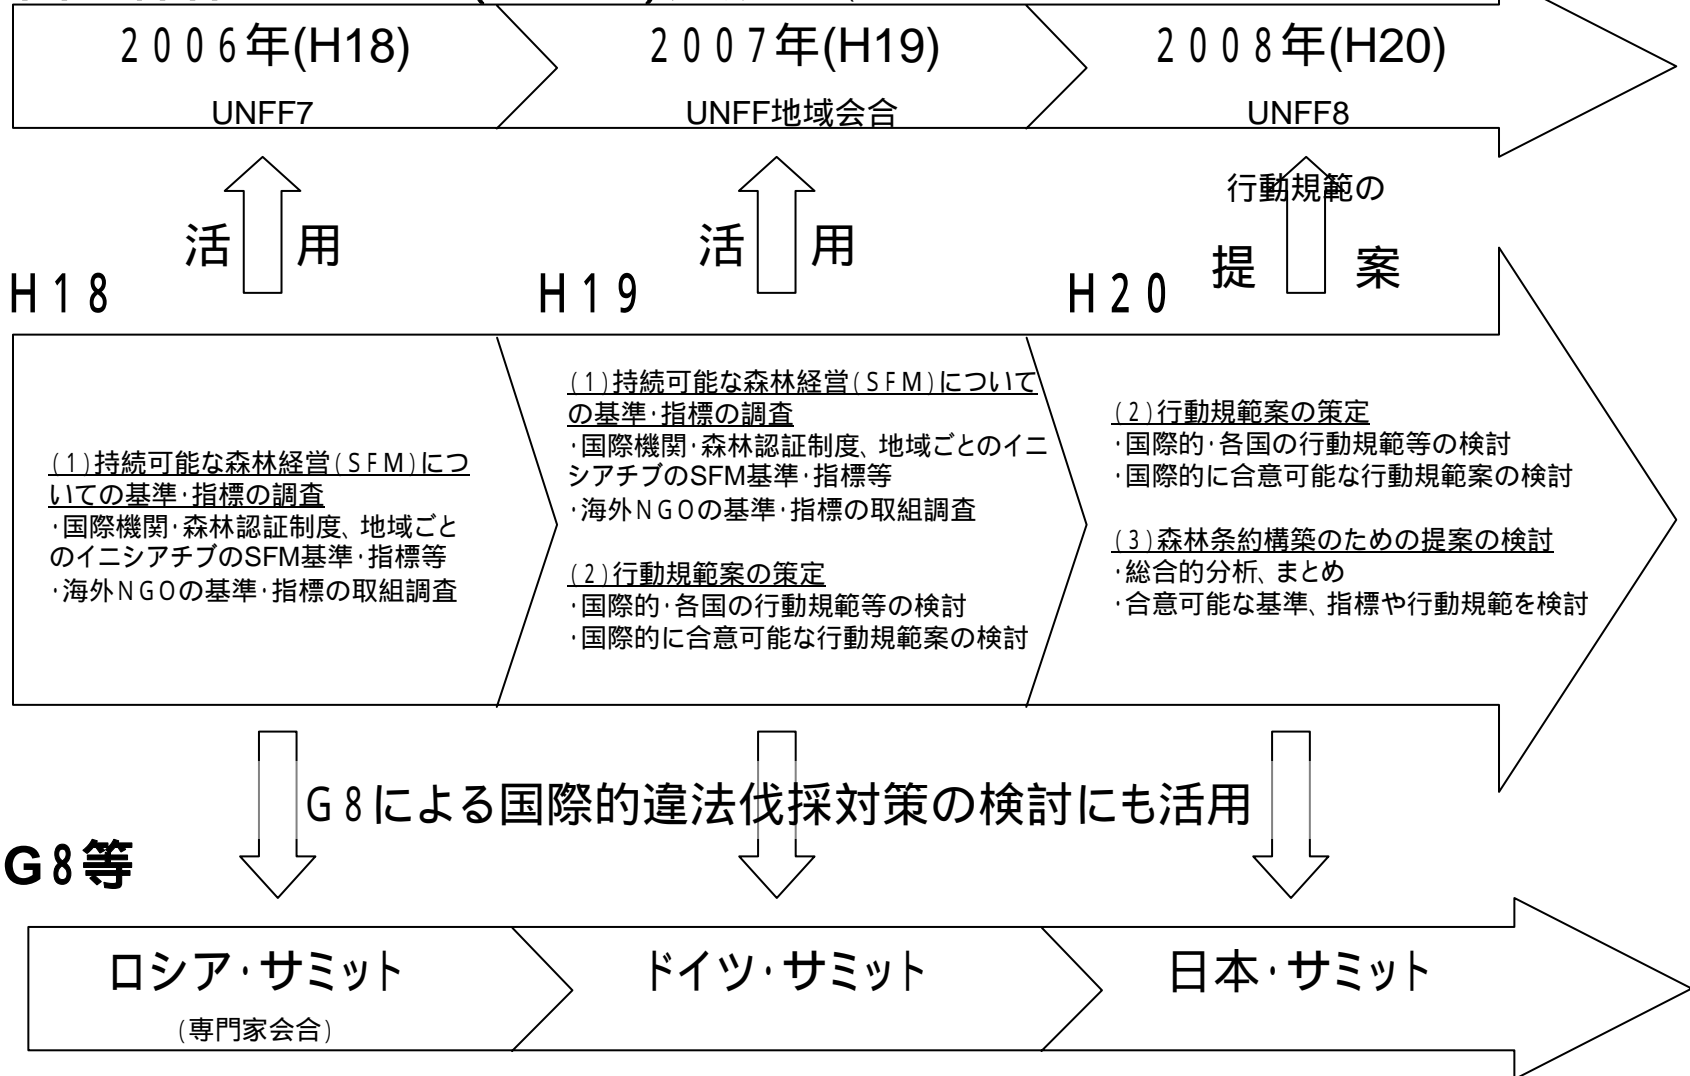 2006年(H18)
2007年(H19)
2008年(H20)
UNFF7
UNFF地域会合
UNFF8
活用
活用
行動規範の
提案
H18
H19
H20
(1)持続可能な森林経営(SFM)につ
いての基準・指標の調査
・国際機関・森林認証制度、地域ごと
のイニシアチブのSFM基準・指標等
・海外NGOの基準・指標の取組調査
(1)持続可能な森林経営(SFM)について
の基準・指標の調査
・国際機関・森林認証制度、地域ごとのイニ
シアチブのSFM基準・指標等
・海外NGOの基準・指標の取組調査
(2)行動規範案の策定
・国際的・各国の行動規範等の検討
・国際的に合意可能な行動規範案の検討
(2)行動規範案の策定
・国際的・各国の行動規範等の検討
・国際的に合意可能な行動規範案の検討
(3)森林条約構築のための提案の検討
・総合的分析、まとめ
・合意可能な基準、指標や行動規範を検討
G8による国際的違法伐採対策の検討にも活用
G8等
ロシア・サミット
(専門家会合)
ドイツ・サミット
日本・サミット